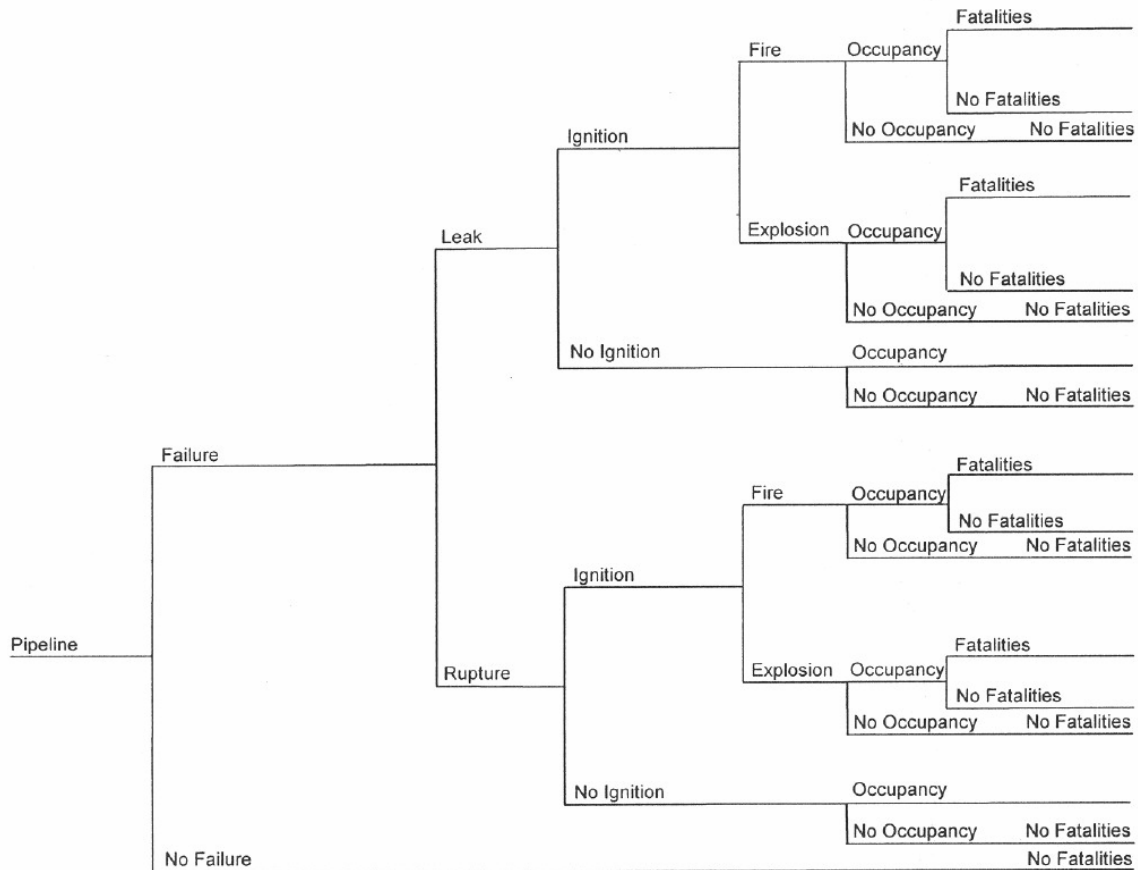 Fatalities
Fire Occupancy
No Fatalities
No Occupancy No Fatalities
Ignition
Fatalities
Explosion Occupancy
Leak
No Fatalities
No Occupancy No Fatalities
No Ignition Occupancy
No Occupancy No Fatalities
Failure
Fatalities
Fire Occupancy
No Fatalities
No Occupancy No Fatalities
Ignition
Pipeline
Fatalities
Rupture Explosion Occupancy
No Fatalities
No Occupancy No Fatalities
No Ignition Occupancy
No Occupancy No Fatalities
No Failure No Fatalities